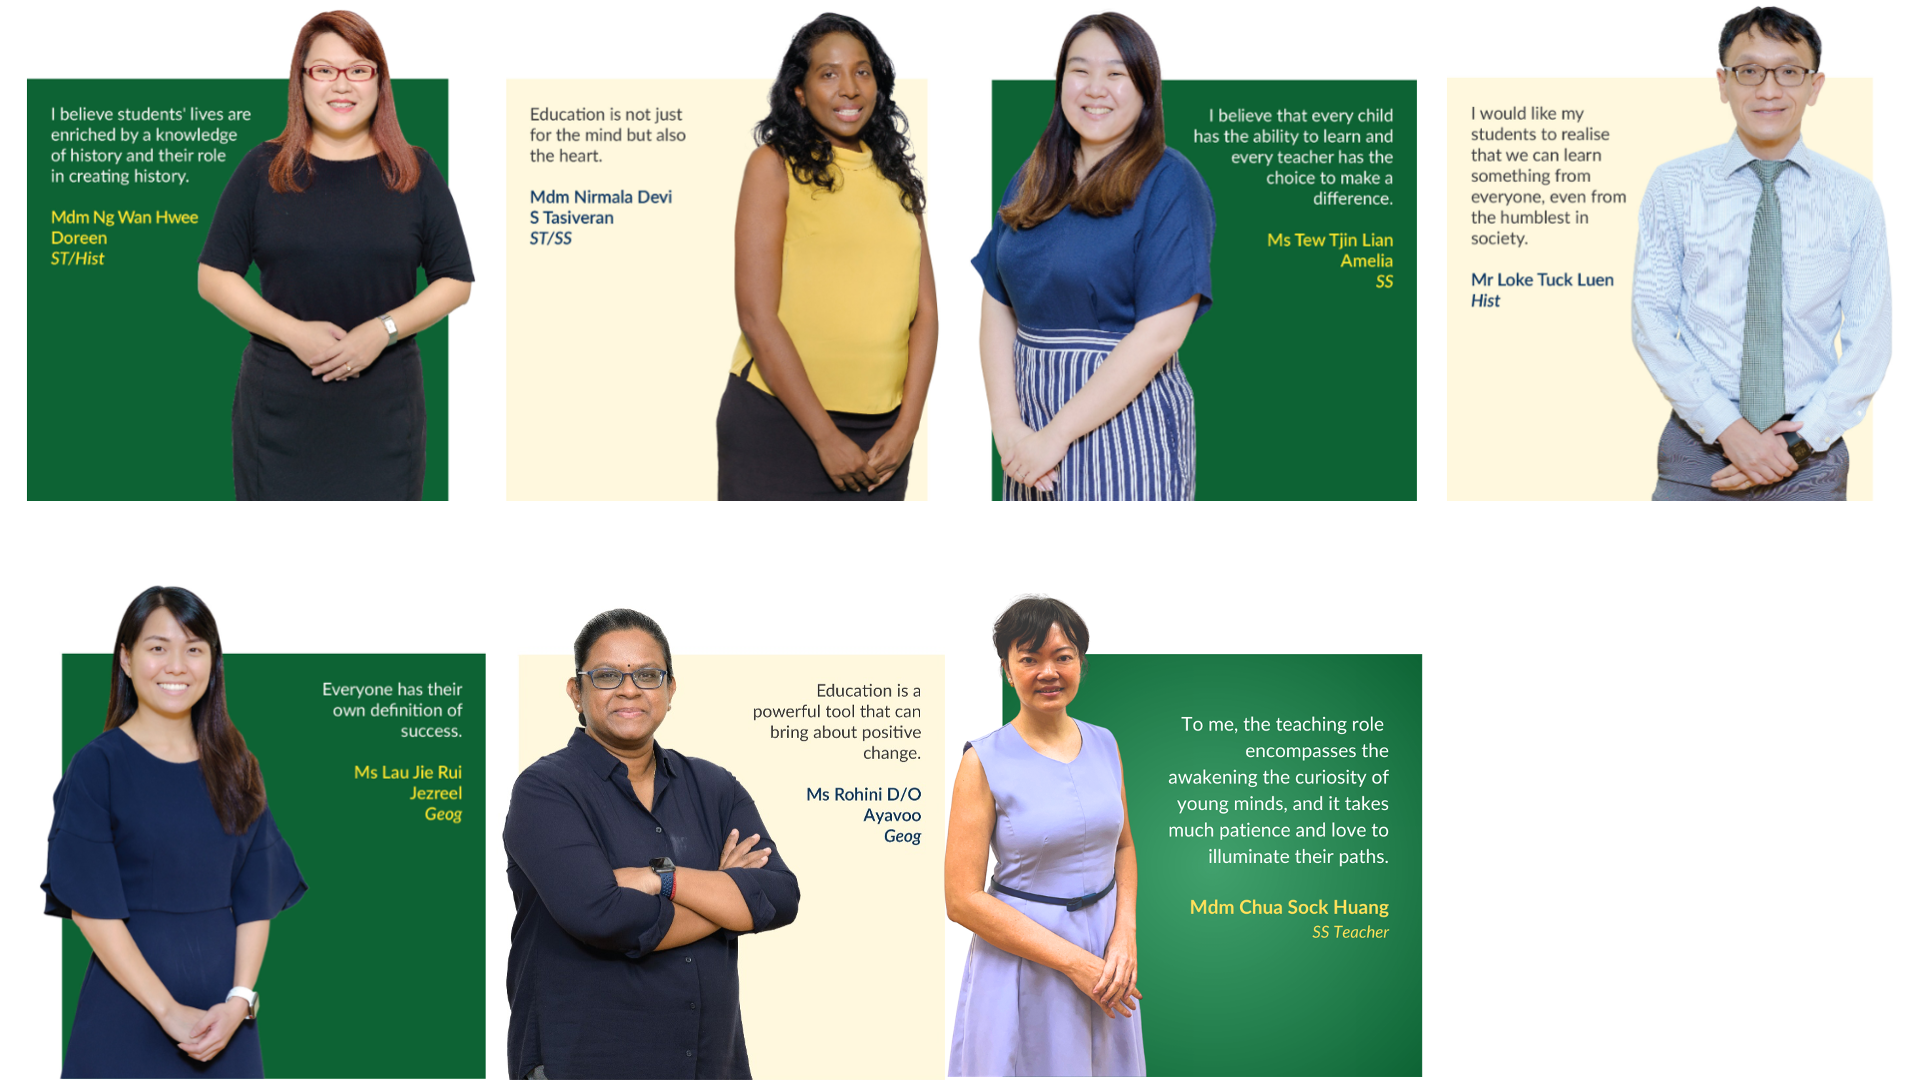 I believe students' lives are
enriched by a knowledge
of history and their role
in creating history.
Mdm Ng Wan Hwee
Doreen
ST/Hist
Education is not just
for the mind but also
the heart.
Mdm Nirmala Devi
S Tasiveran
ST/SS
I believe that every child
has the ability to learn and
every teacher has the
choice to make a
difference.
Ms Tew Tjin Lian
Amelia
SS
I would like my
students to realise
that we can learn
something from
everyone, even from
the humblest in
society.
Mr Loke Tuck Luen
Hist
Everyone has their
own definition of
success.
Ms Lau Jie Rui
Jezreel
Geog
Education is a
powerful tool that can
bring about positive
change.
Ms Rohini D/O
Ayavoo
Geog
To me, the teaching role
encompasses the
awakening the curiosity of
young minds, and it takes
much patience and love to
illuminate their paths.
Mdm Chua Sock Huang
SS Teacher